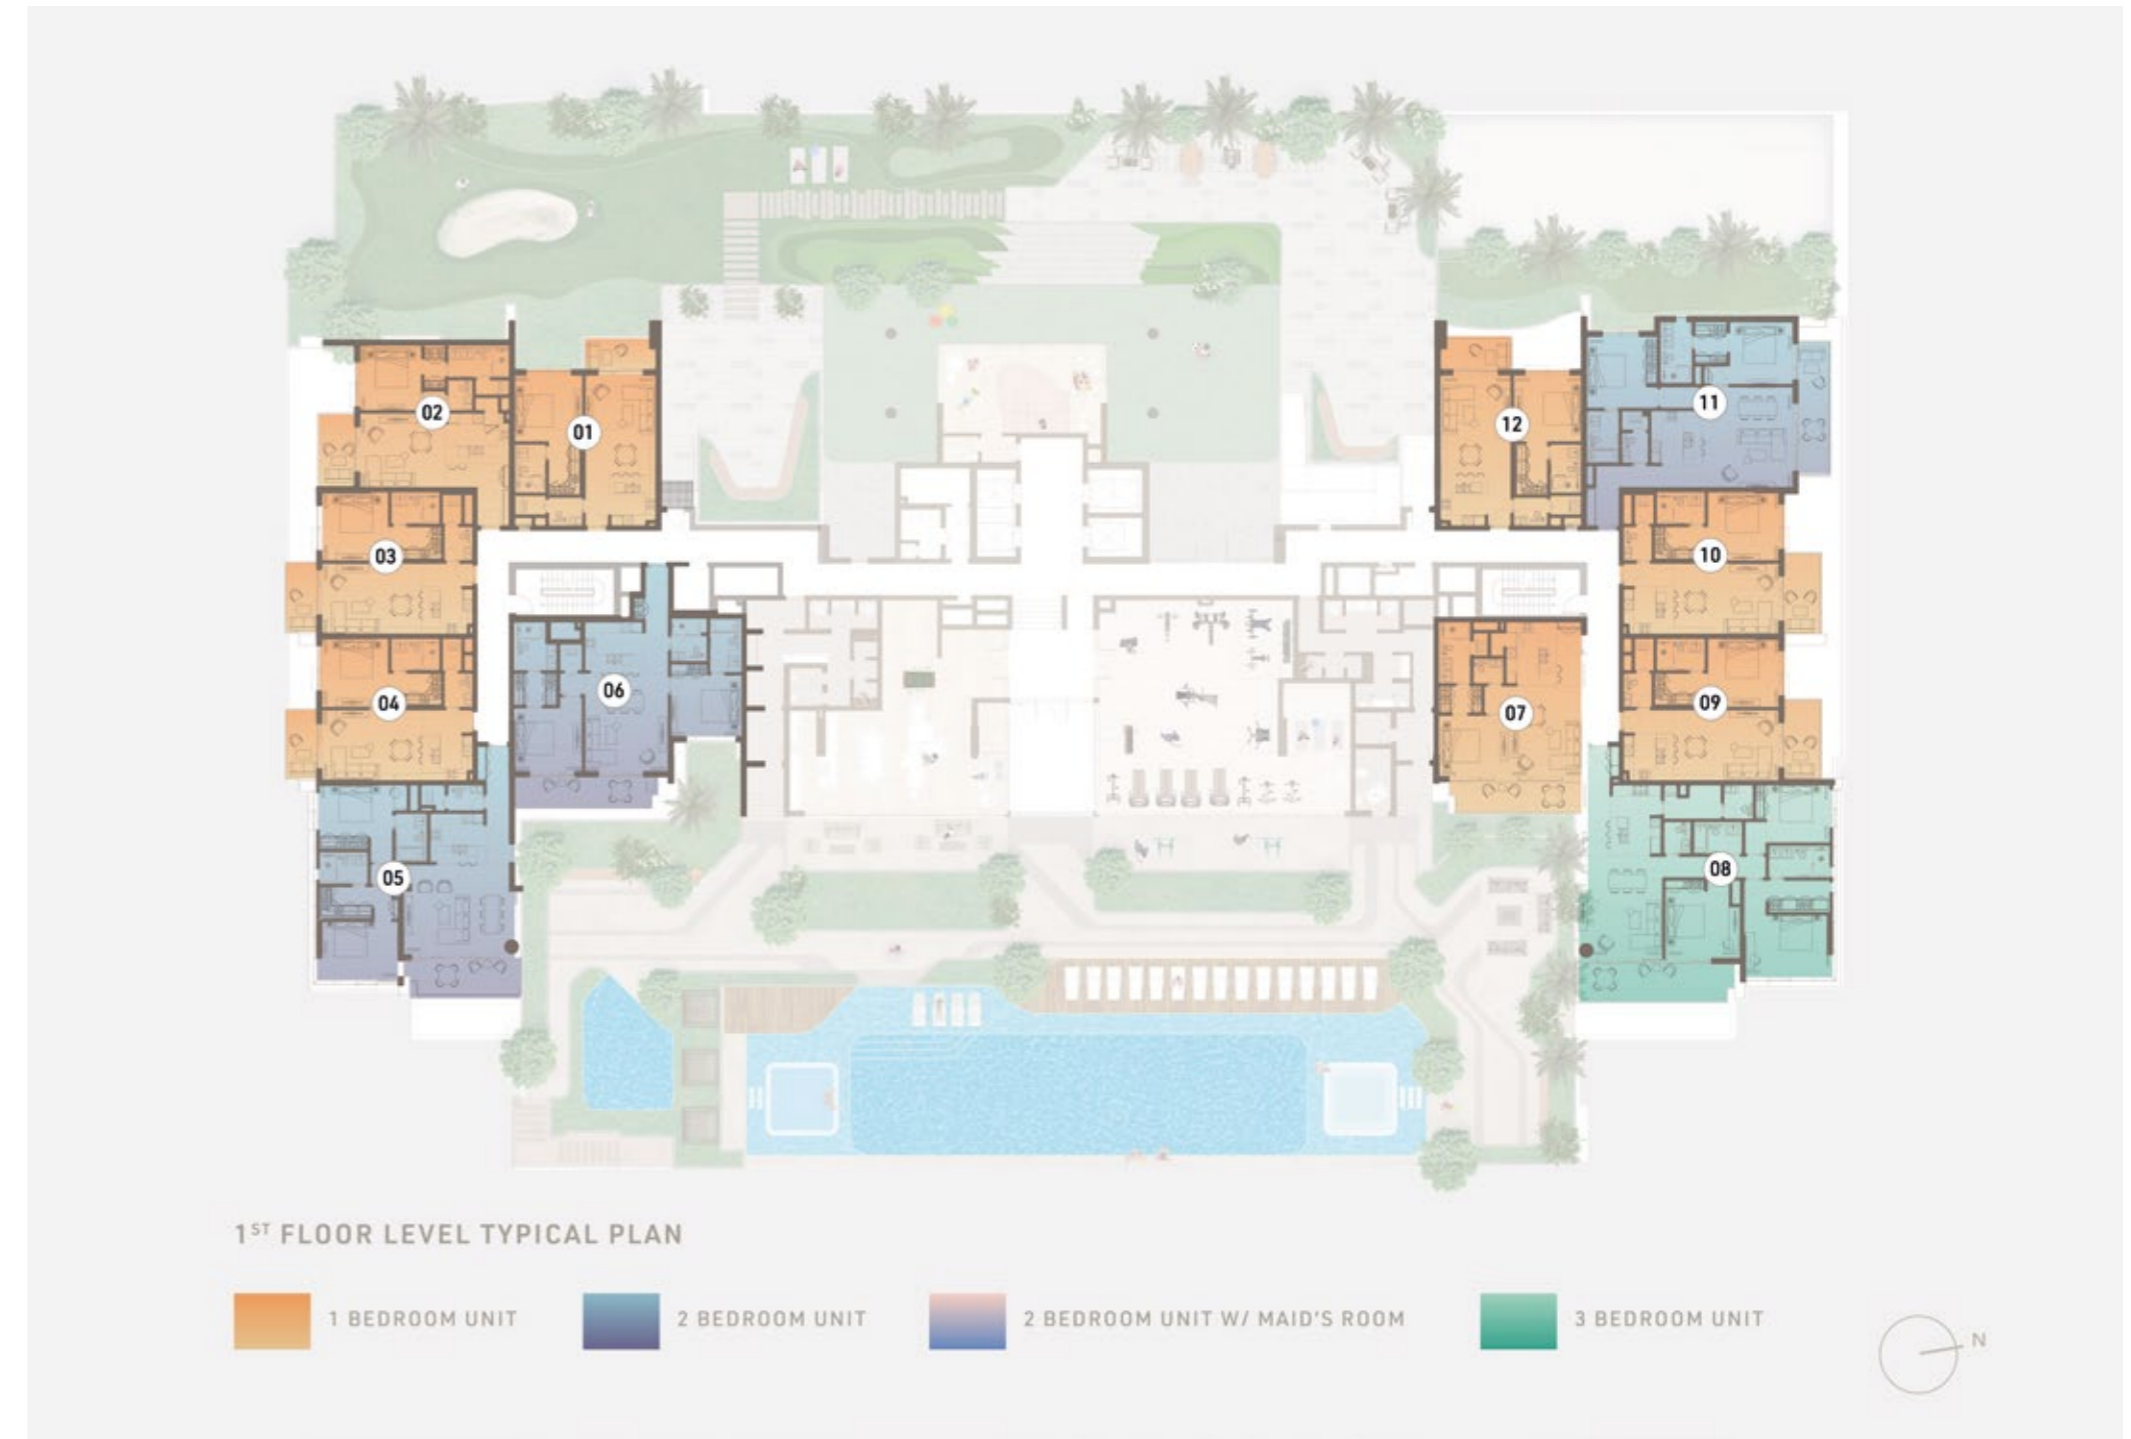 02
01
12
11
03
10
04
06
07
09
05
08
1ST FLOOR LEVEL TYPICAL PLAN
1 BEDROOM UNIT
2 BEDROOM UNIT
2 BEDROOM UNIT W/ MAID'S ROOM
3 BEDROOM UNIT
N